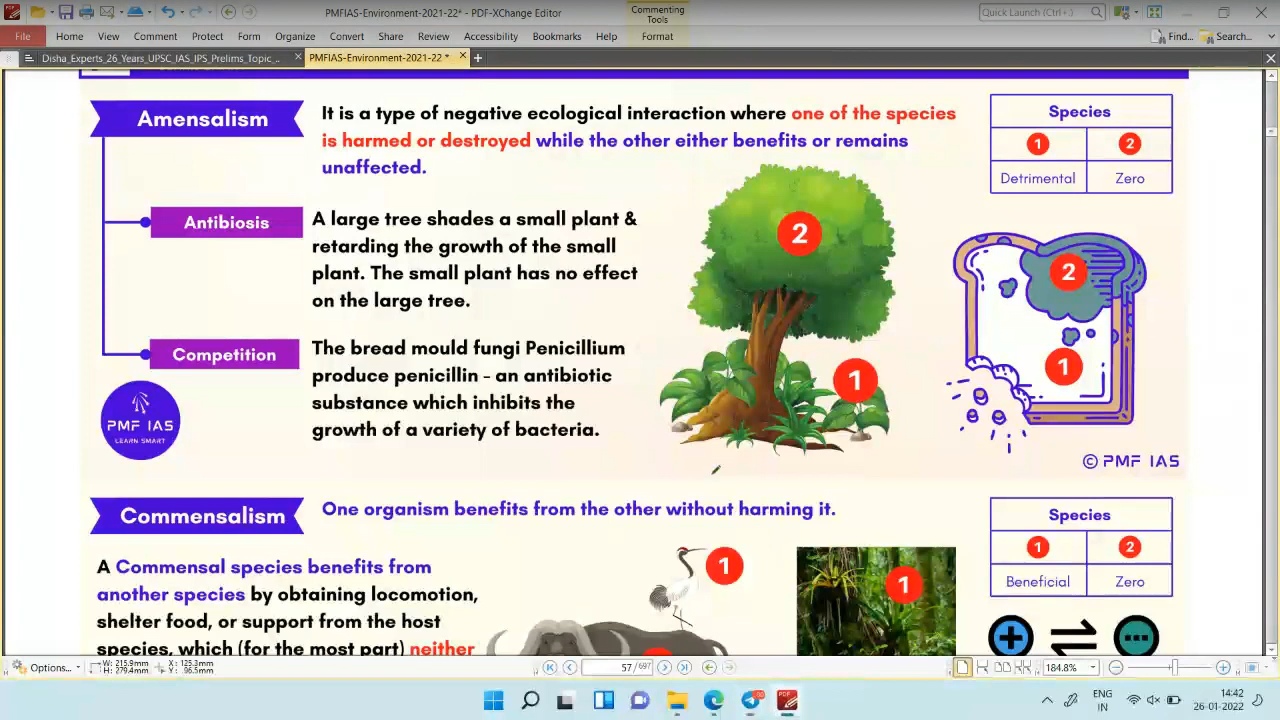 PMFIAS-Environment-2021-22* - PDF-XChange Editor
Commenting Tools
Quick Launch (Ctrl+.)
File Home View Comment Protect Form Organize Convert Share Review Accessibility Bookmarks Help Format
Find... Search...
Disha_Experts_26_Years_UPSC_IAS_IPS_Prelims_Topic_..
PMFIAS-Environment-2021-22 *
Amensalism
It is a type of negative ecological interaction where one of the species
is harmed or destroyed while the other either benefits or remains
unaffected.
Species
1 2
Detrimental Zero
Antibiosis
A large tree shades a small plant &
retarding the growth of the small
plant. The small plant has no effect
on the large tree.
2
1
2
1
Competition
The bread mould fungi Penicillium
produce penicillin - an antibiotic
substance which inhibits the
growth of a variety of bacteria.
PMF IAS
LEARN SMART
© PMF IAS
Commensalism
One organism benefits from the other without harming it.
Species
1 2
Beneficial Zero
A Commensal species benefits from
another species by obtaining locomotion,
shelter food, or support from the host
species, which (for the most part) neither
1
1
Options...
W: 215.9mm
H: 279.4mm
X: 125.3mm
Y: 96.5mm
57 / 697
184.8%
ENG
IN
14:42
26-01-2022